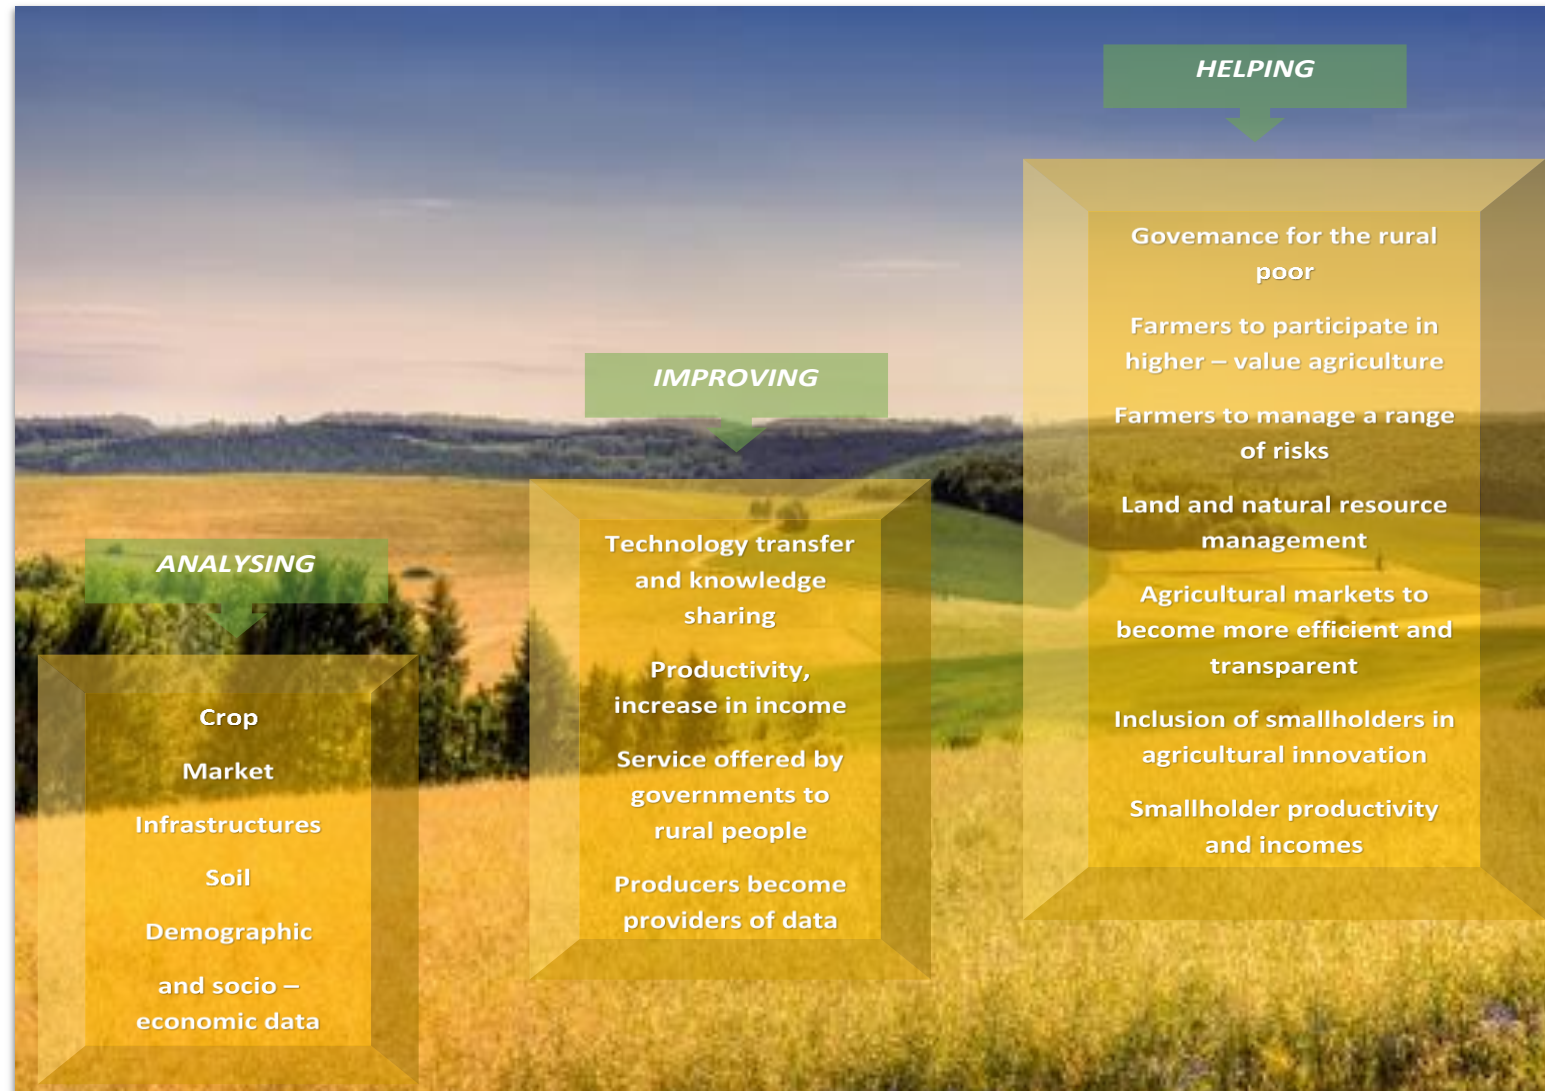 HELPING
Govemance for the rural
poor
Farmers to participate in
higher – value agriculture
Farmers to manage a range
of risks
Land and natural resource
management
Agricultural markets to
become more efficient and
transparent
Inclusion of smallholders in
agricultural innovation
Smallholder productivity
and incomes
IMPROVING
Technology transfer
and knowledge
sharing
Productivity,
increase in income
Service offered by
governments to
rural people
Producers become
providers of data
ANALYSING
Crop
Market
Infrastructures
Soil
Demographic
and socio –
economic data